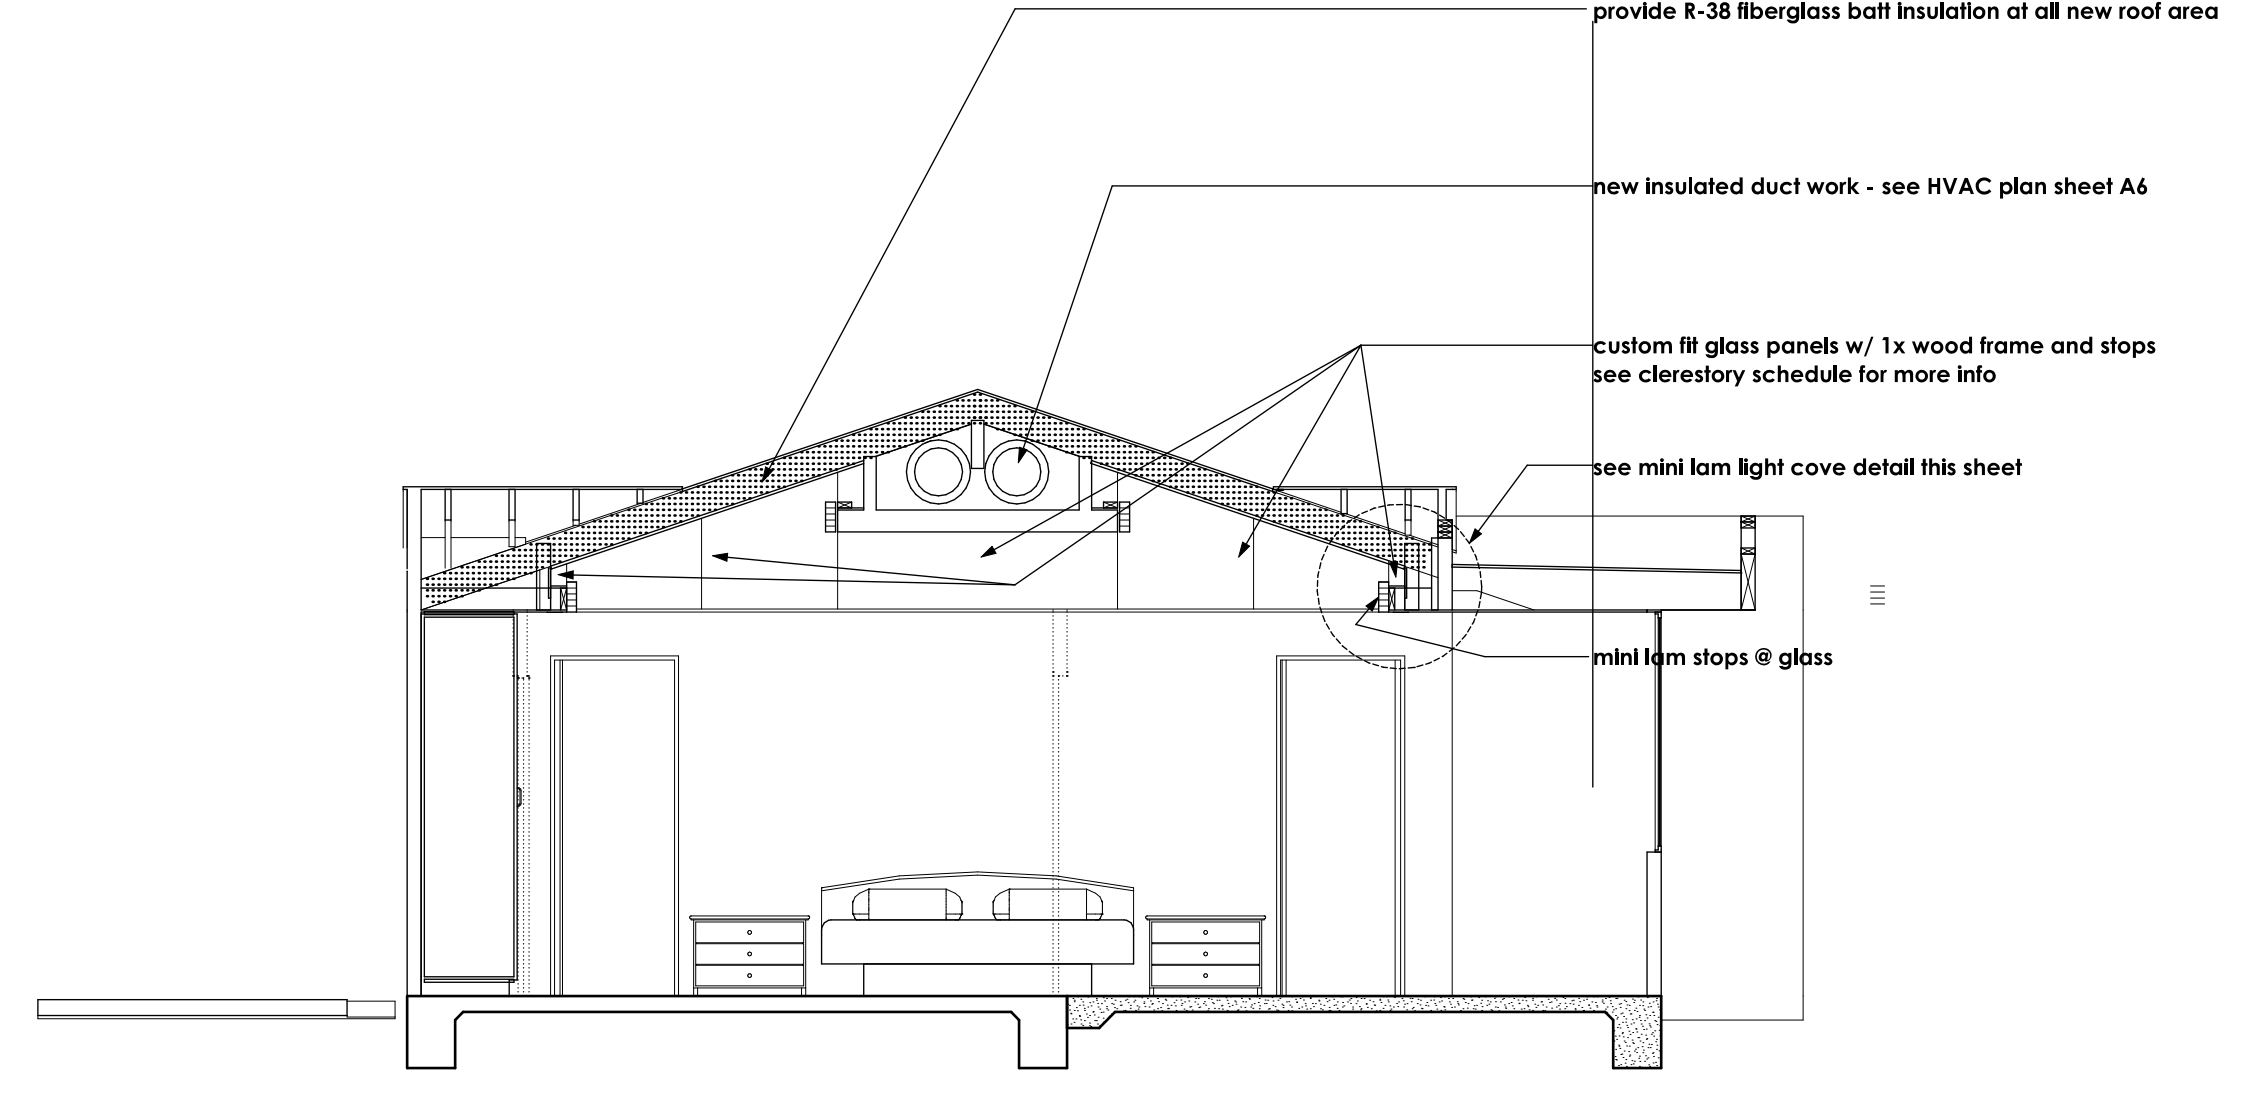 provide R-38 fiberglass batt insulation at all new roof area
new insulated duct work - see HVAC plan sheet A6
custom fit glass panels w/ 1x wood frame and stops
see clerestory schedule for more info
see mini lam light cove detail this sheet
mini lam stops @ glass